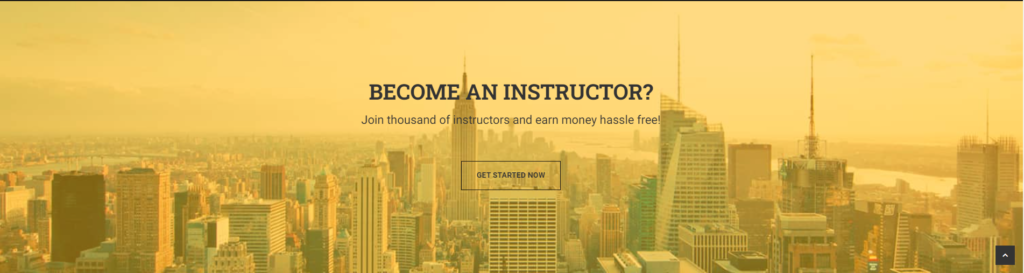 BECOME AN INSTRUCTOR?
Join thousand of instructors and earn money hassle free!
GET STARTED NOW